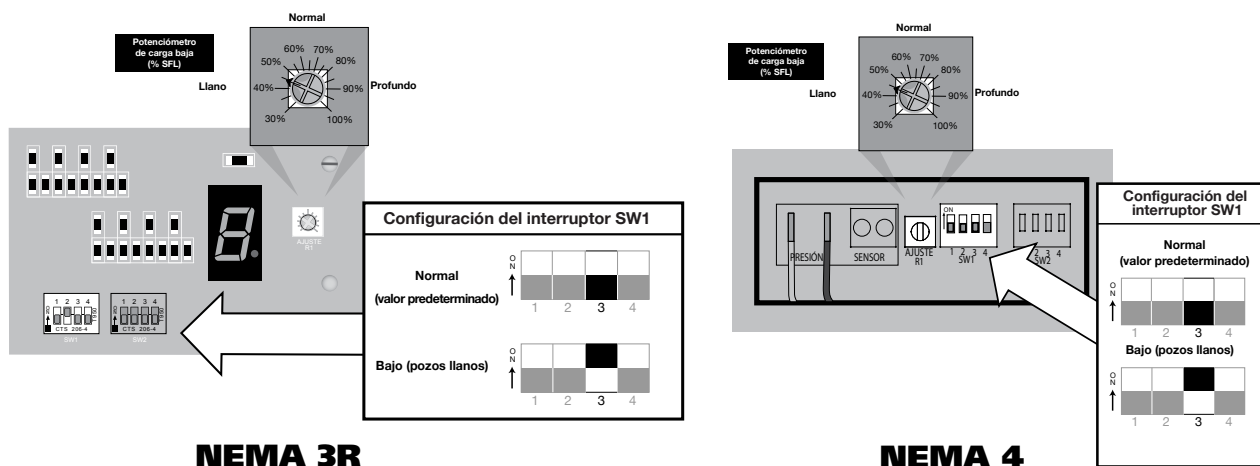 Normal
Potenciómetro
de carga baja
(% SFL)
60% 70%
50%
80%
Llano
40%
90%
Profundo
30%
100%
AJUSTE
R1
1 2 3 4
ON
CTS 206-4
SW1
1 2 3 4
CTS 206-4
SW2
Configuración del interruptor SW1
Normal
(valor predeterminado)
ON
1 2 3 4
Bajo (pozos llanos)
ON
1 2 3 4
NEMA 3R
Normal
Potenciómetro
de carga baja
(% SFL)
60% 70%
50%
80%
Llano
40%
90%
Profundo
30%
100%
PRESIÓN
SENSOR
AJUSTE
R1
ON
1 2 3 4
SW1
2 3 4
SW2
Configuración del
interruptor SW1
Normal
(valor predeterminado)
ON
1 2 3 4
Bajo (pozos llanos)
ON
1 2 3 4
NEMA 4